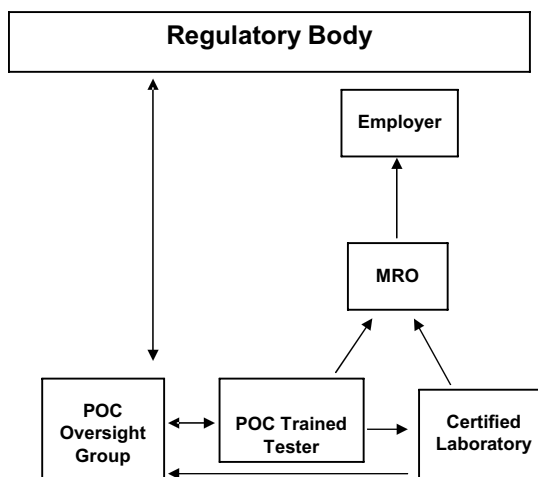 Regulatory Body
Employer
MRO
POC
Oversight
Group
POC Trained
Tester
Certified
Laboratory